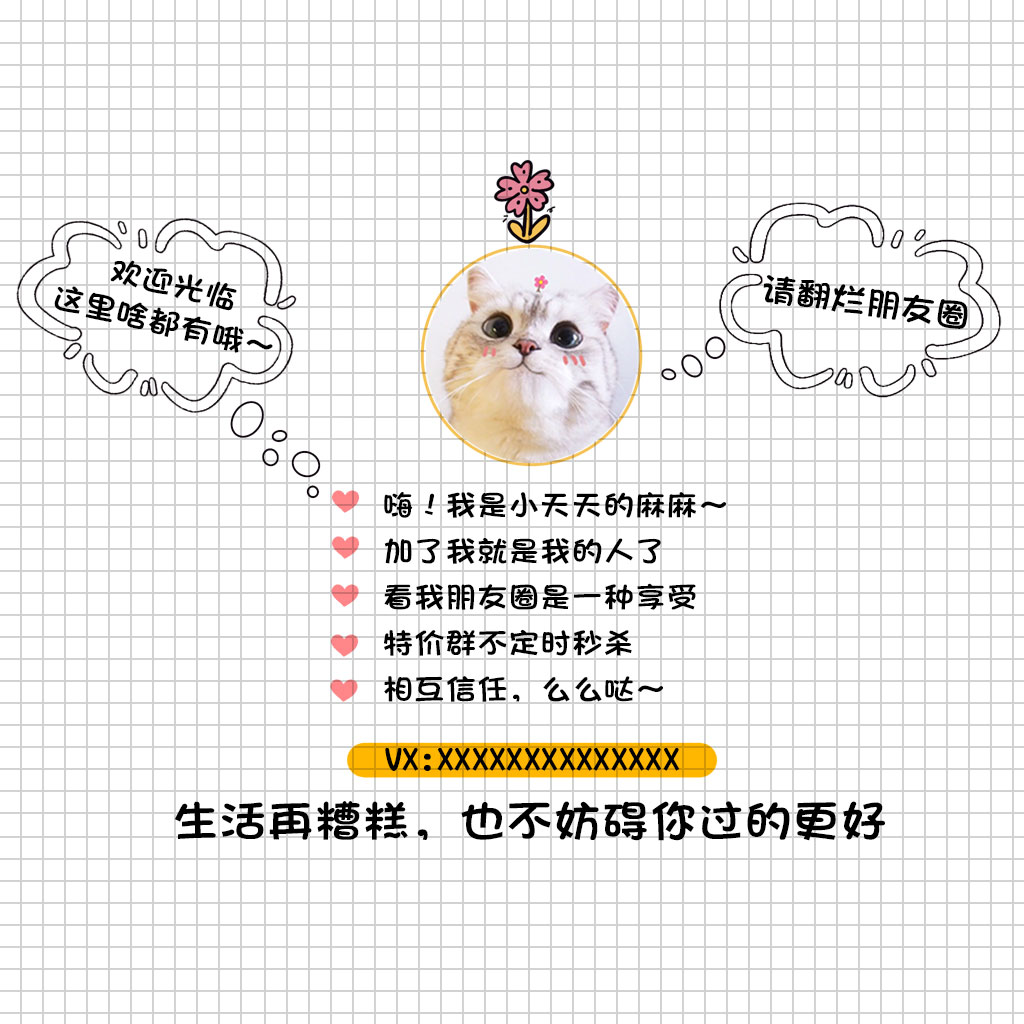 欢迎光临
这里啥都有哦～
请翻烂朋友圈
嗨！我是小天天的麻麻～
加了我就是我的人了
看我朋友圈是一种享受
特价群不定时秒杀
相互信任，么么哒～
VX:XXXXXXXXXXXXXX
生活再糟糕，也不妨碍你过的更好